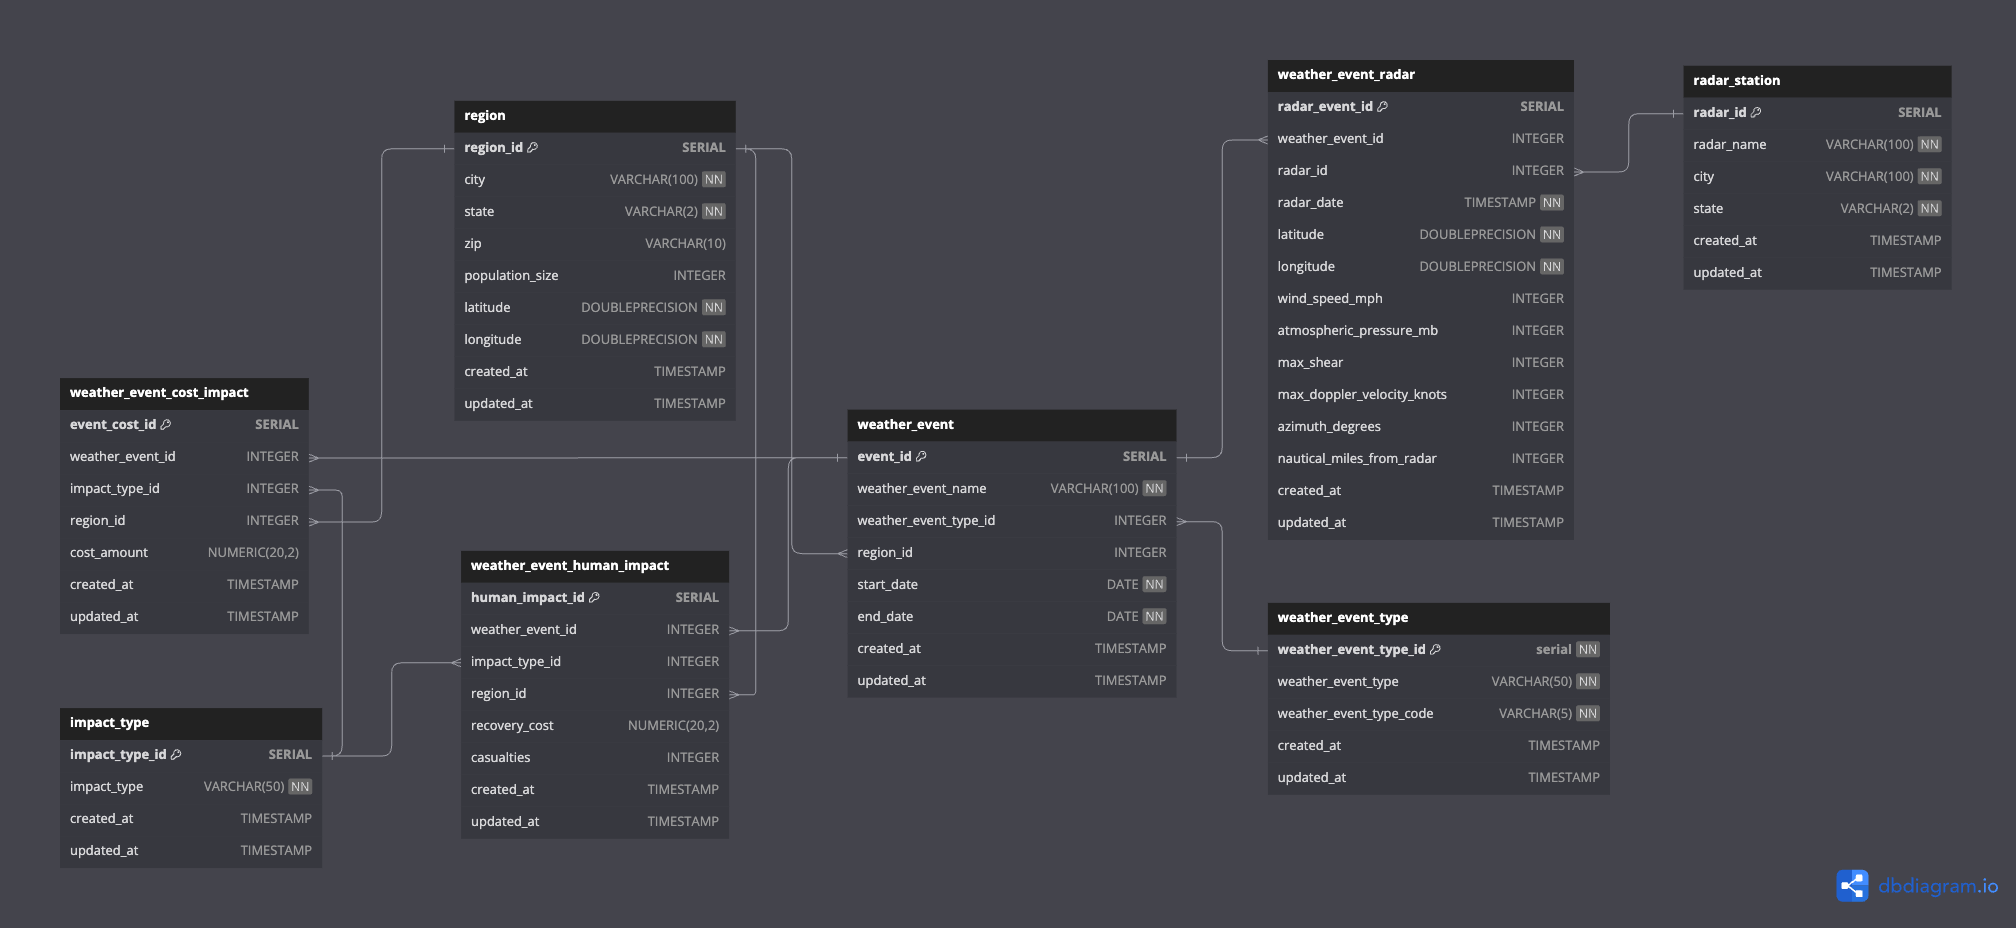 region
region_id SERIAL
city VARCHAR(100) NN
state VARCHAR(2) NN
zip VARCHAR(10)
population_size INTEGER
latitude DOUBLEPRECISION NN
longitude DOUBLEPRECISION NN
created_at TIMESTAMP
updated_at TIMESTAMP
weather_event_cost_impact
event_cost_id SERIAL
weather_event_id INTEGER
impact_type_id INTEGER
region_id INTEGER
cost_amount NUMERIC(20,2)
created_at TIMESTAMP
updated_at TIMESTAMP
impact_type
impact_type_id SERIAL
impact_type VARCHAR(50) NN
created_at TIMESTAMP
updated_at TIMESTAMP
weather_event_human_impact
human_impact_id SERIAL
weather_event_id INTEGER
impact_type_id INTEGER
region_id INTEGER
recovery_cost NUMERIC(20,2)
casualties INTEGER
created_at TIMESTAMP
updated_at TIMESTAMP
weather_event
event_id SERIAL
weather_event_name VARCHAR(100) NN
weather_event_type_id INTEGER
region_id INTEGER
start_date DATE NN
end_date DATE NN
created_at TIMESTAMP
updated_at TIMESTAMP
weather_event_radar
radar_event_id SERIAL
weather_event_id INTEGER
radar_id INTEGER
radar_date TIMESTAMP NN
latitude DOUBLEPRECISION NN
longitude DOUBLEPRECISION NN
wind_speed_mph INTEGER
atmospheric_pressure_mb INTEGER
max_shear INTEGER
max_doppler_velocity_knots INTEGER
azimuth_degrees INTEGER
nautical_miles_from_radar INTEGER
created_at TIMESTAMP
updated_at TIMESTAMP
radar_station
radar_id SERIAL
radar_name VARCHAR(100) NN
city VARCHAR(100) NN
state VARCHAR(2) NN
created_at TIMESTAMP
updated_at TIMESTAMP
weather_event_type
weather_event_type_id serial NN
weather_event_type VARCHAR(50) NN
weather_event_type_code VARCHAR(5) NN
created_at TIMESTAMP
updated_at TIMESTAMP
dbdiagram.io